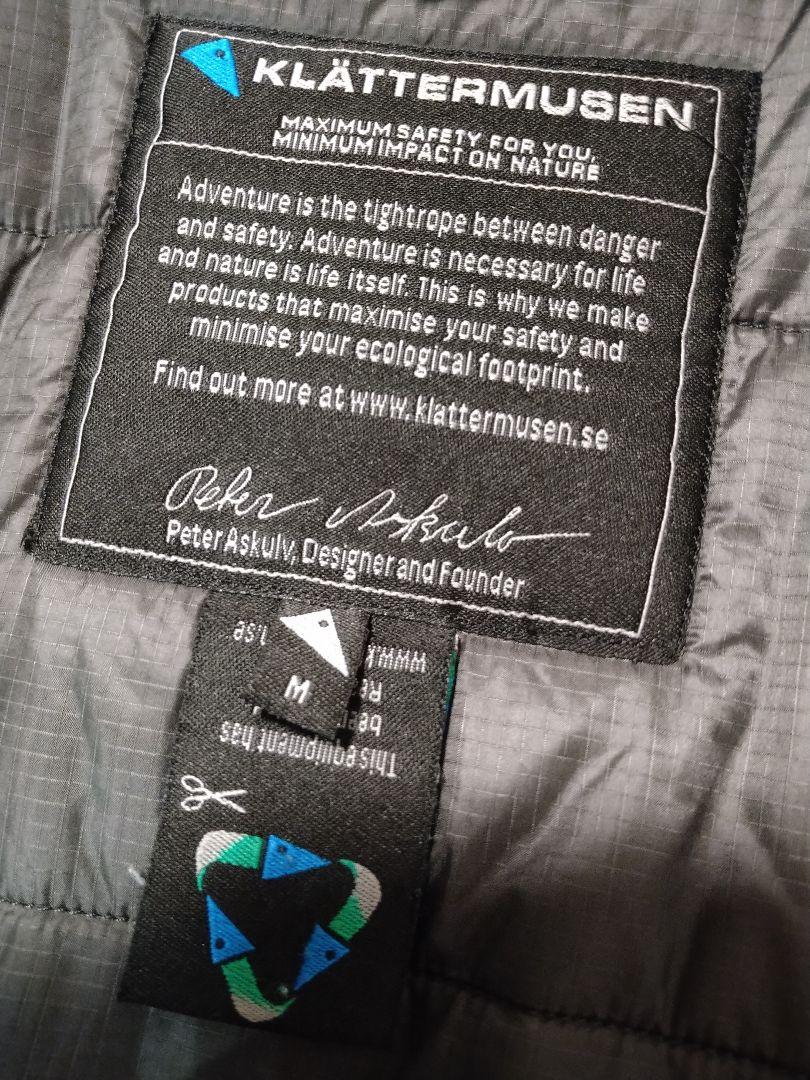 KLÄTTERMUSEN
MAXIMUM SAFETY FOR YOU,
MINIMUM IMPACT ON NATURE
Adventure is the tightrope between danger
and safety. Adventure is necessary for life
and nature is life itself. This is why we make
products that maximise your safety and
minimise your ecological footprint.
Find out more at www.klattermusen.se
Peter Askulv
Peter Askulv, Designer and Founder
M
This equipment has